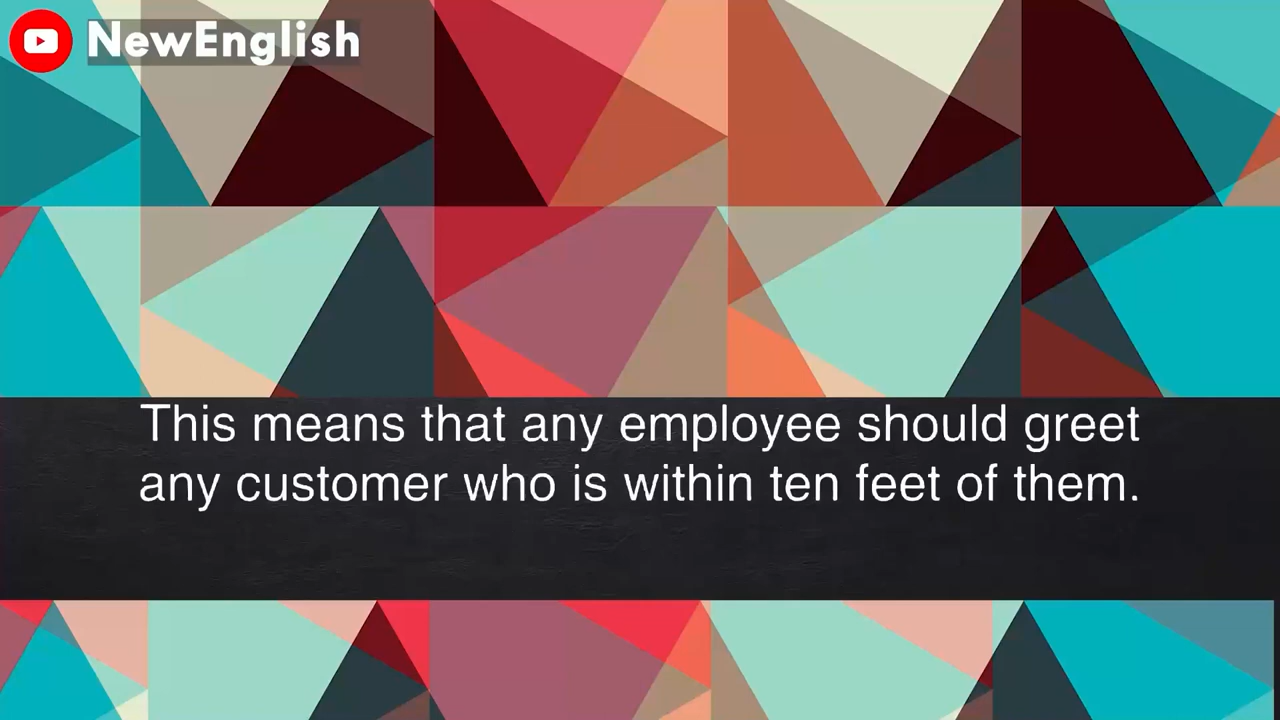 NewEnglish
This means that any employee should greet
any customer who is within ten feet of them.